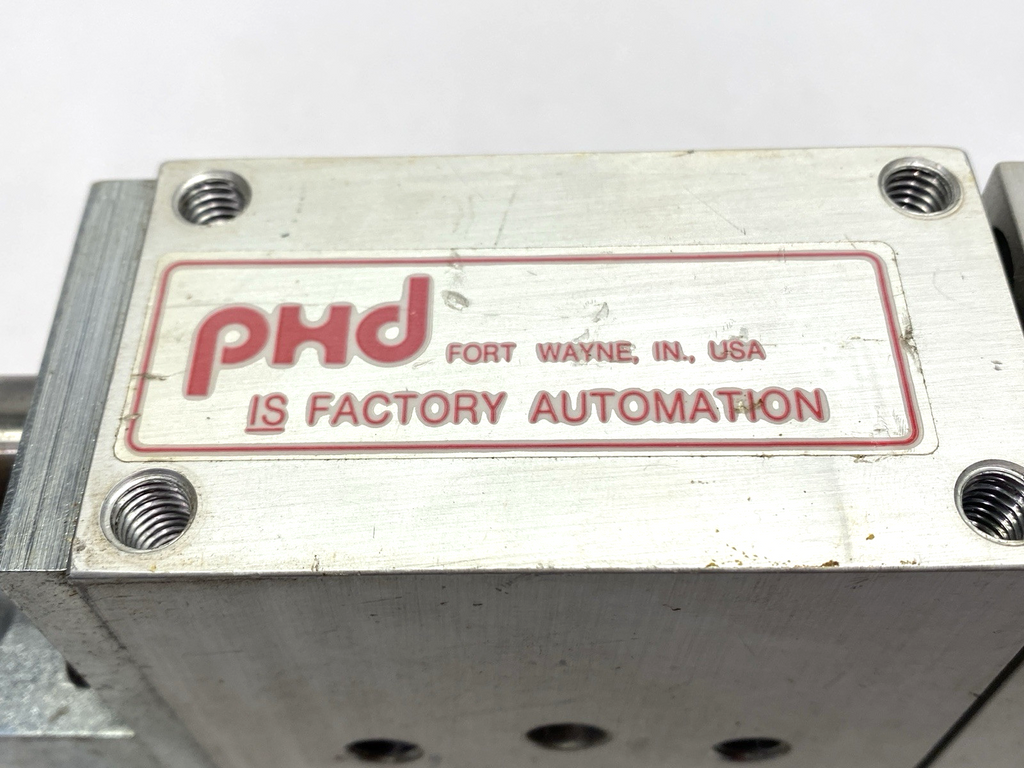 PHD FORT WAYNE, IN., USA
IS FACTORY AUTOMATION